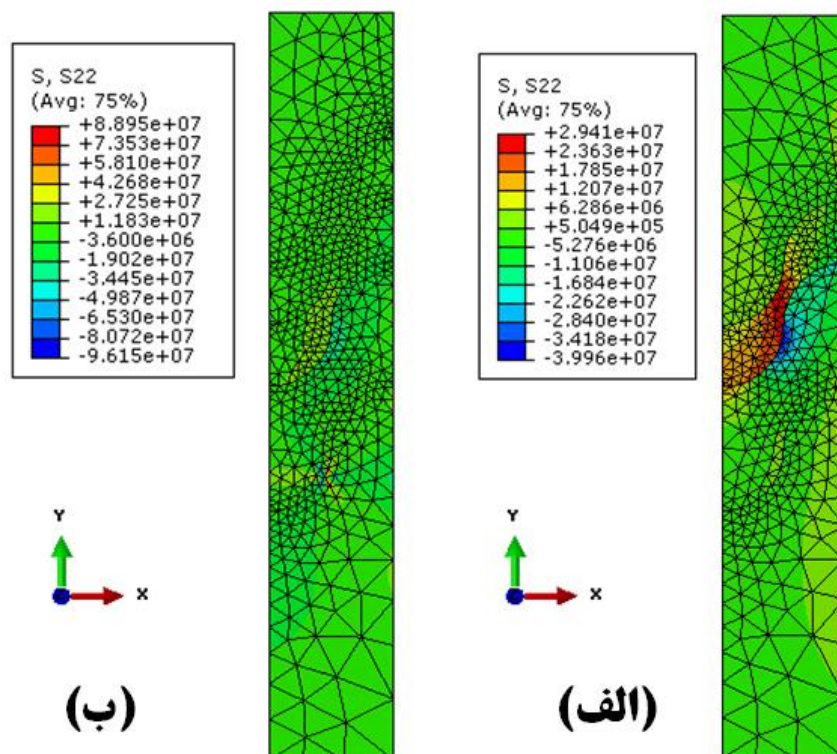 S, S22
(Avg: 75%)
+8.895e+07
+7.353e+07
+5.810e+07
+4.268e+07
+2.725e+07
+1.183e+07
-3.600e+06
-1.902e+07
-3.445e+07
-4.987e+07
-6.530e+07
-8.072e+07
-9.615e+07
Y
X
(ب)
S, S22
(Avg: 75%)
+2.941e+07
+2.363e+07
+1.785e+07
+1.207e+07
+6.286e+06
+5.049e+05
-5.276e+06
-1.106e+07
-1.684e+07
-2.262e+07
-2.840e+07
-3.418e+07
-3.996e+07
Y
X
(الف)